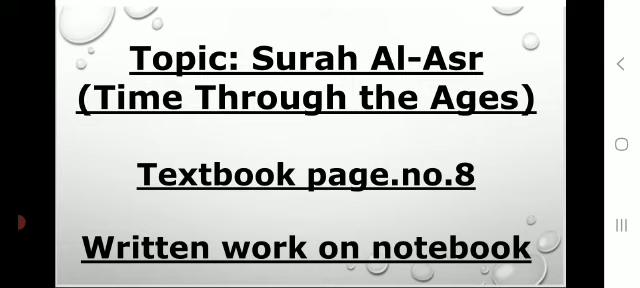 Topic: Surah Al-Asr
(Time Through the Ages)
Textbook page.no.8
Written work on notebook